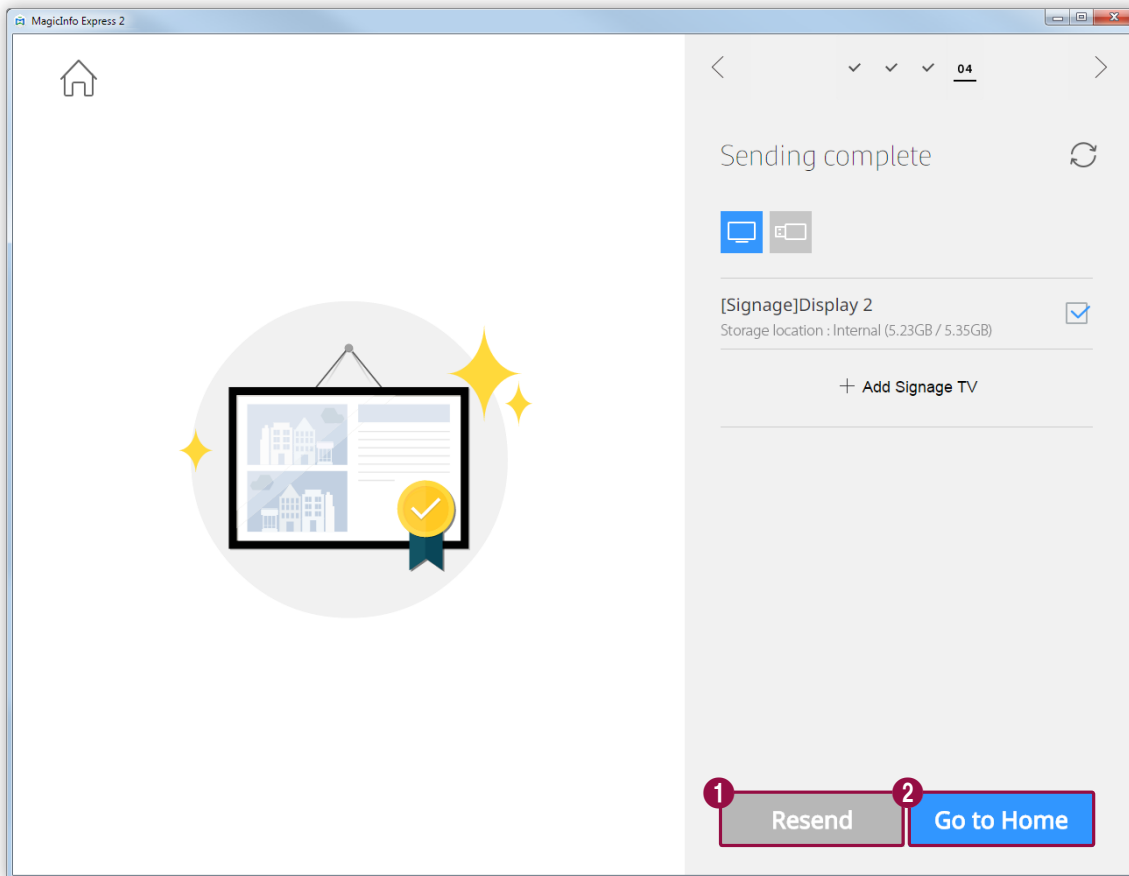 MagicInfo Express 2
04
Sending complete
[Signage]Display 2
Storage location : Internal (5.23GB / 5.35GB)
+ Add Signage TV
1
Resend
2
Go to Home